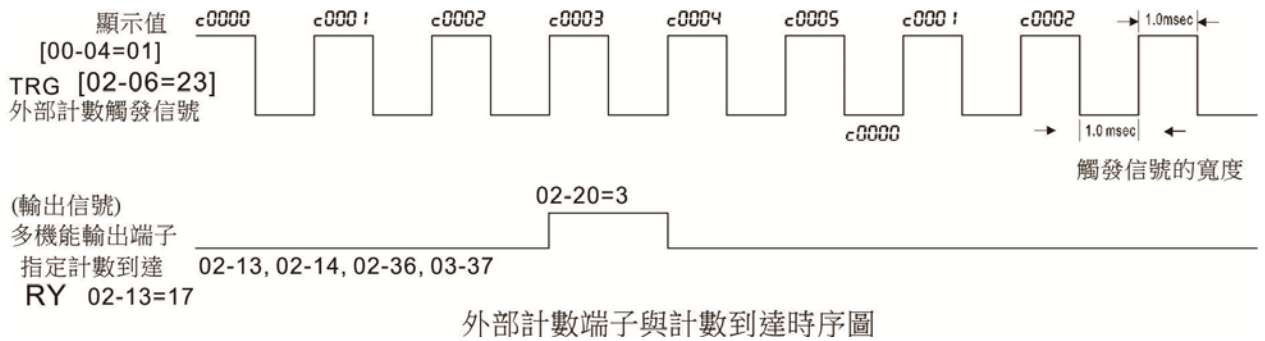 顯示值 c0000 c0001 c0002 c0003 c0004 c0005 c0001 c0002 1.0msec
[00-04=01]
TRG [02-06=23]
外部計數觸發信號
c0000 1.0 msec
觸發信號的寬度
(輸出信號) 02-20=3
多機能輸出端子
指定計數到達 02-13, 02-14, 02-36, 03-37
RY 02-13=17
外部計數端子與計數到達時序圖